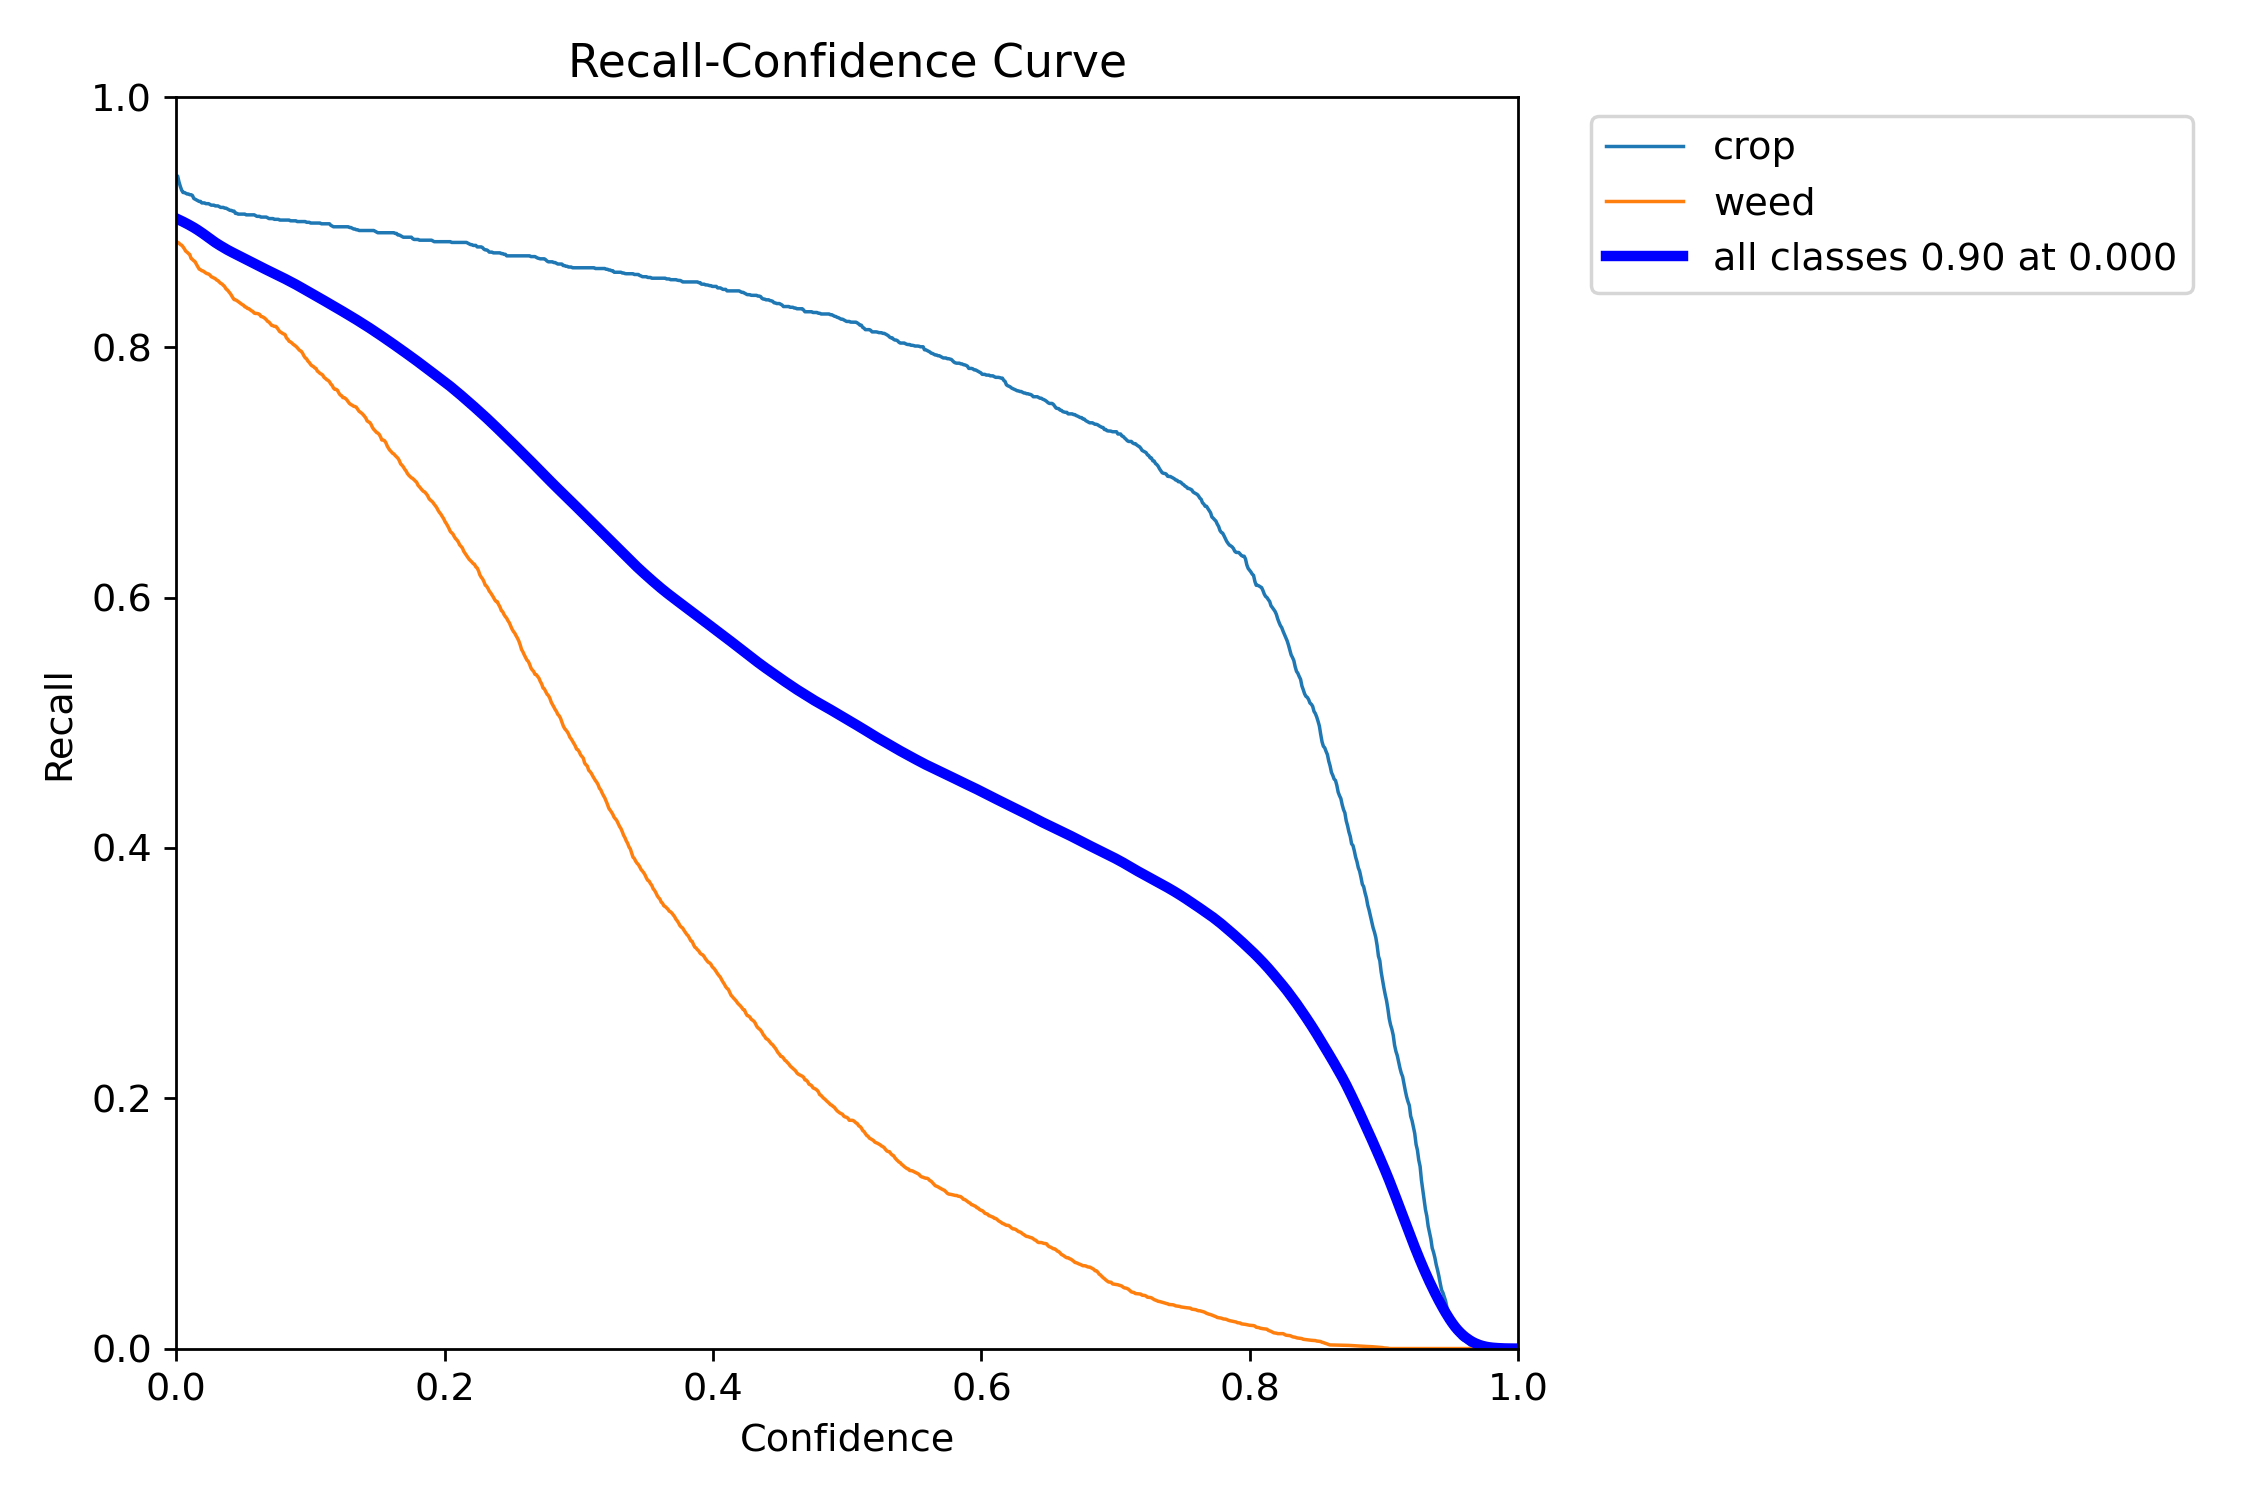 Recall-Confidence Curve
1.0
0.8
0.6
0.4
0.2
0.0
Recall
0.0 0.2 0.4 0.6 0.8 1.0
Confidence
crop
weed
all classes 0.90 at 0.000